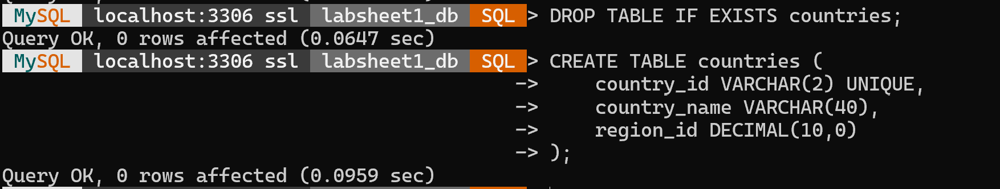 MySQL localhost:3306 ssl labsheet1_db SQL > DROP TABLE IF EXISTS countries;
Query OK, 0 rows affected (0.0647 sec)
MySQL localhost:3306 ssl labsheet1_db SQL > CREATE TABLE countries (
-> country_id VARCHAR(2) UNIQUE,
-> country_name VARCHAR(40),
-> region_id DECIMAL(10,0)
-> );
Query OK, 0 rows affected (0.0959 sec)